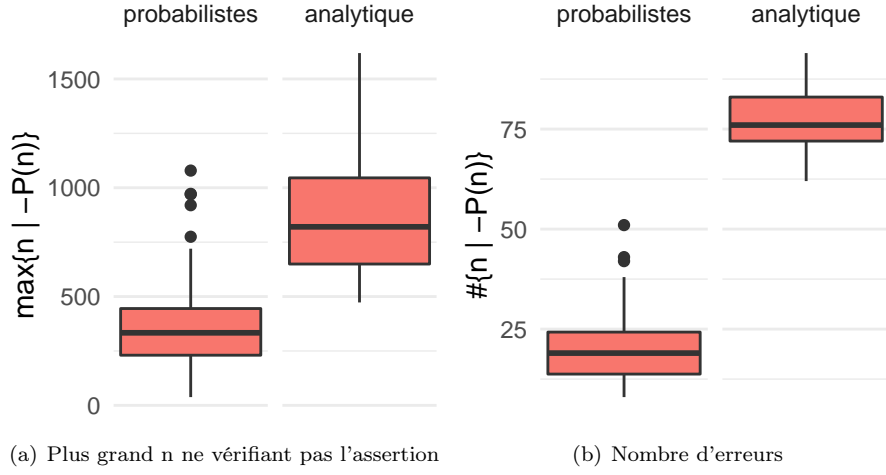 probabilistes analytique
max{n | −P(n)}
1500
1000
500
0
(a) Plus grand n ne vérifiant pas l'assertion
probabilistes analytique
#{n | −P(n)}
75
50
25
(b) Nombre d'erreurs